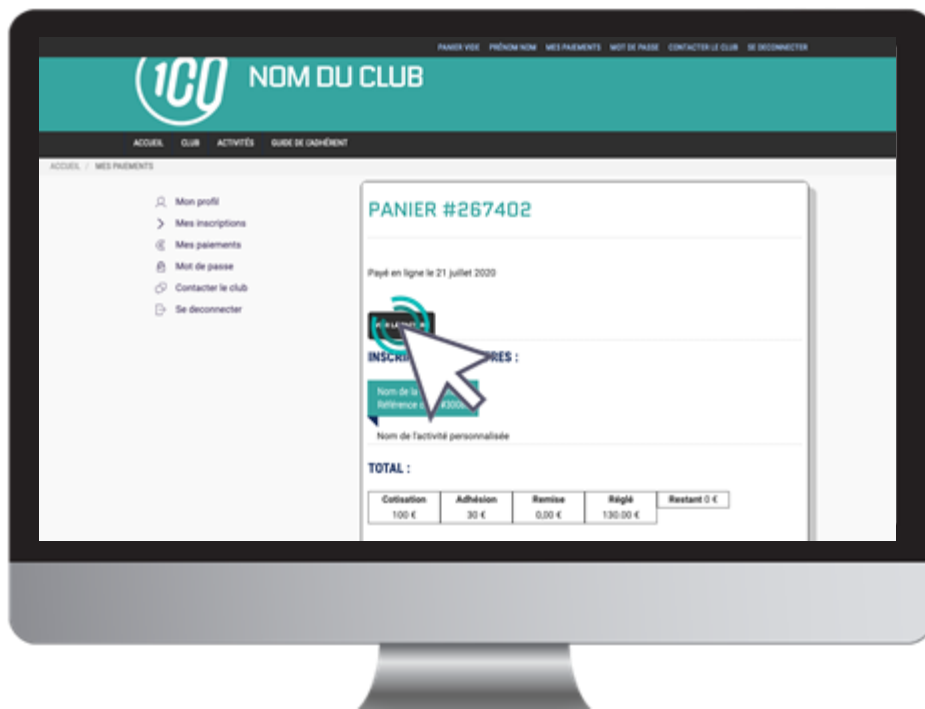 PANIER VIDE PRÉNOM NOM MES PAIEMENTS MOT DE PASSE CONTACTER LE CLUB SE DECONNECTER
NOM DU CLUB
ACCUEIL CLUB ACTIVITÉS GUIDE DE L'ADHÉRENT
ACCUEIL / MES PAIEMENTS
Mon profil
Mes inscriptions
Mes paiements
Mot de passe
Contacter le club
Se deconnecter
PANIER #267402
Payé en ligne le 21 juillet 2020
Nom de la
Référence
Nom de l'activité personnalisée
TOTAL :
Cotisation Adhésion Remise Réglé Restant 0 €
100 € 30 € 0,00 € 130.00 €